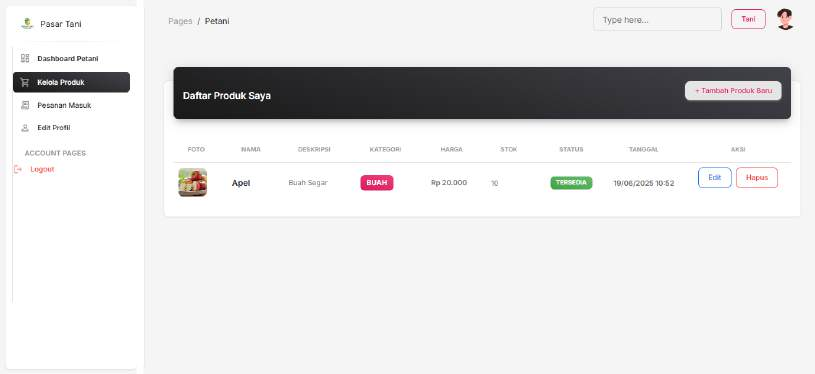 Pasar Tani
Dashboard Petani
Kelola Produk
Pesanan Masuk
Edit Profil
ACCOUNT PAGES
Logout
Pages / Petani
Type here...
Tani
Daftar Produk Saya
+ Tambah Produk Baru
FOTO NAMA DESKRIPSI KATEGORI HARGA STOK STATUS TANGGAL AKSI
Apel Buah Segar BUAH Rp 20.000 10 TERSEDIA 19/06/2025 10:52 Edit Hapus